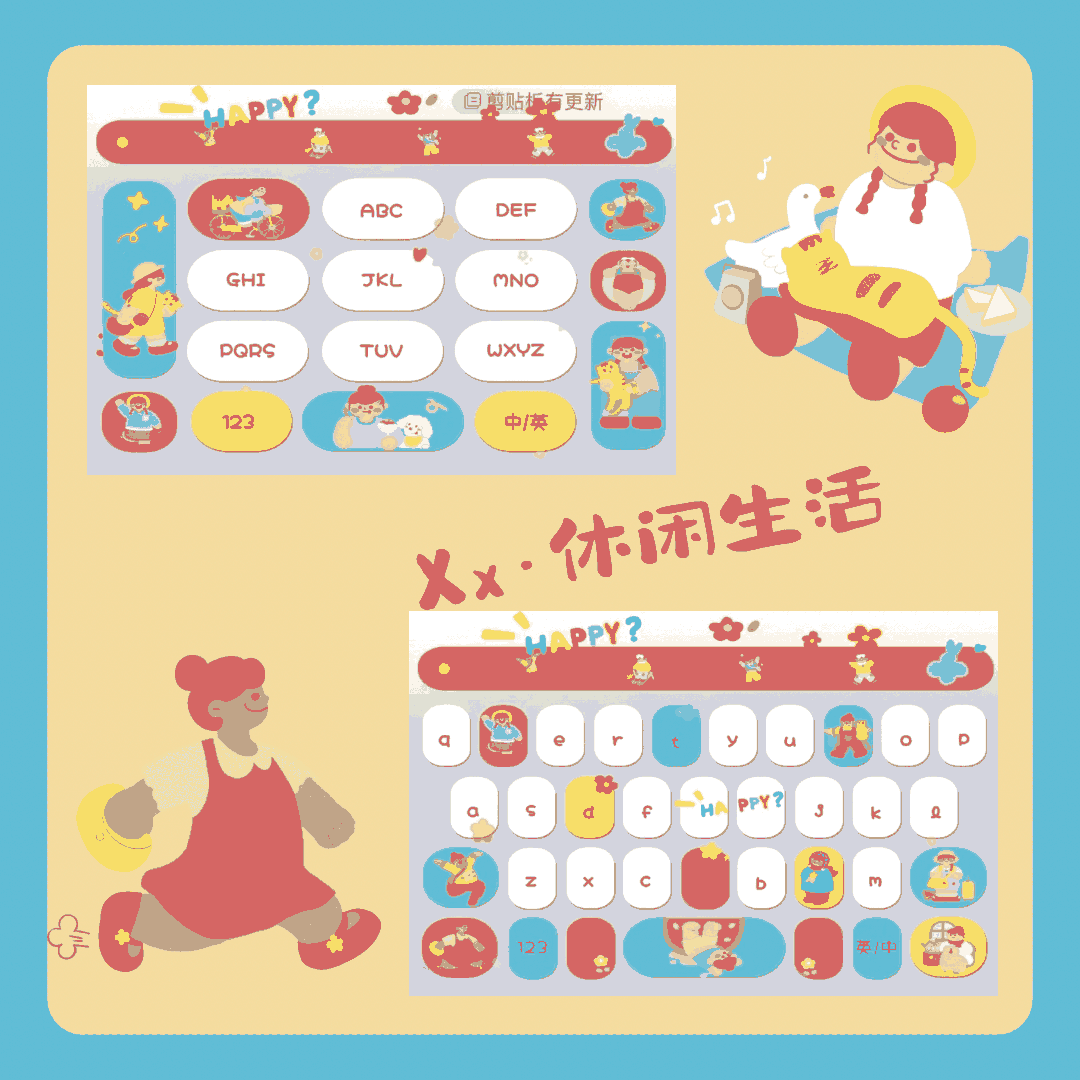 HAPPY?
剪贴板有更新
ABC DEF
GHI JKL MNO
PQRS TUV WXYZ
123 中/英
Xx·休闲生活
HAPPY?
q e r t y u o p
a s d f HAPPY? j k l
z x c b m
123 英/中